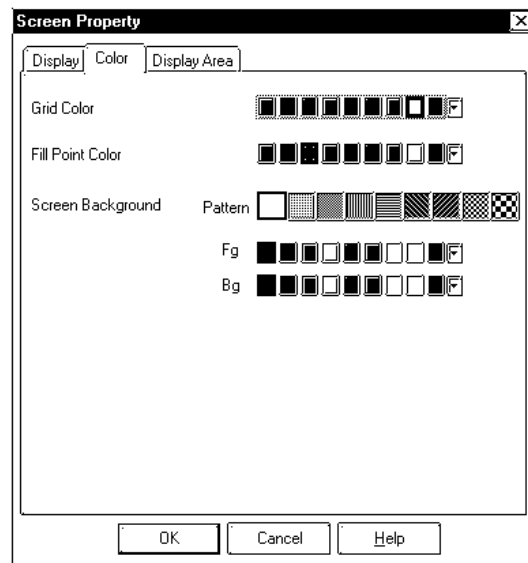 Screen Property
Display Color Display Area
Grid Color
Fill Point Color
Screen Background Pattern
Fg
Bg
OK Cancel Help